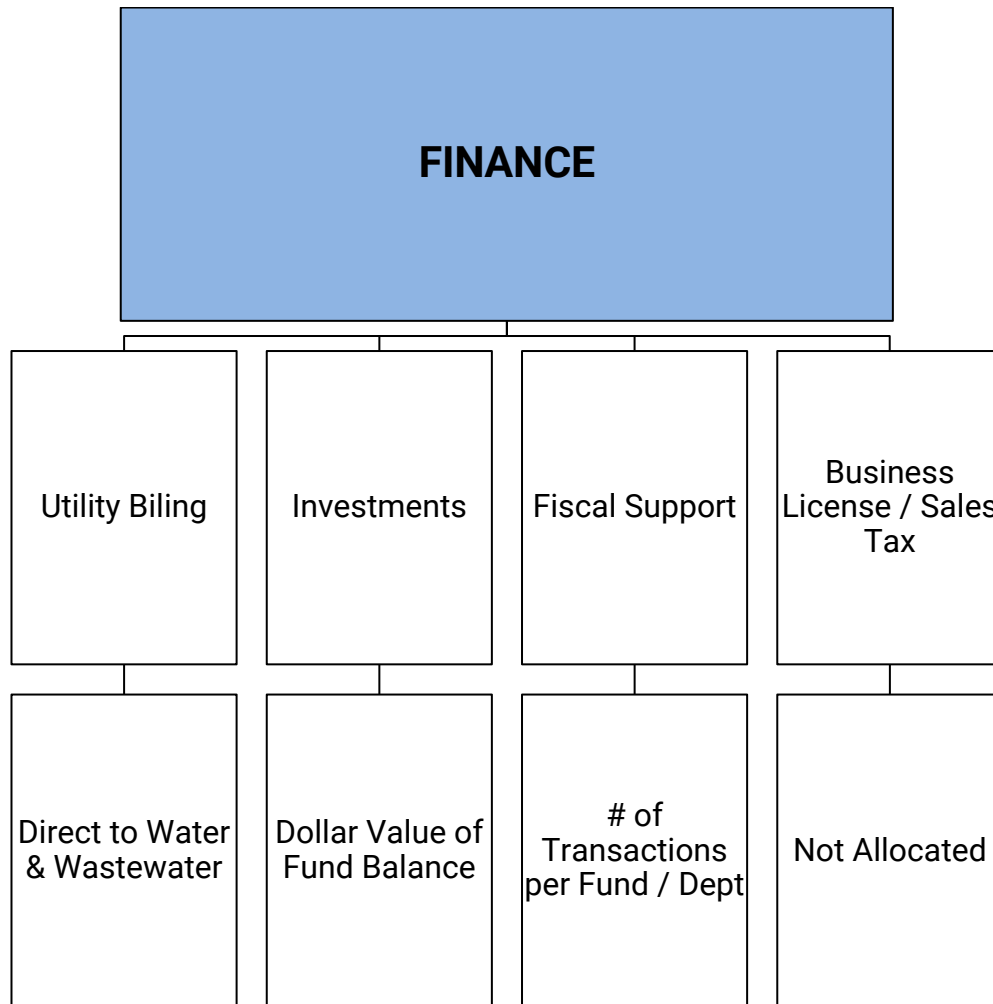 FINANCE
Utility Biling
Investments
Fiscal Support
Business
License / Sales
Tax
Direct to Water
& Wastewater
Dollar Value of
Fund Balance
# of
Transactions
per Fund / Dept
Not Allocated